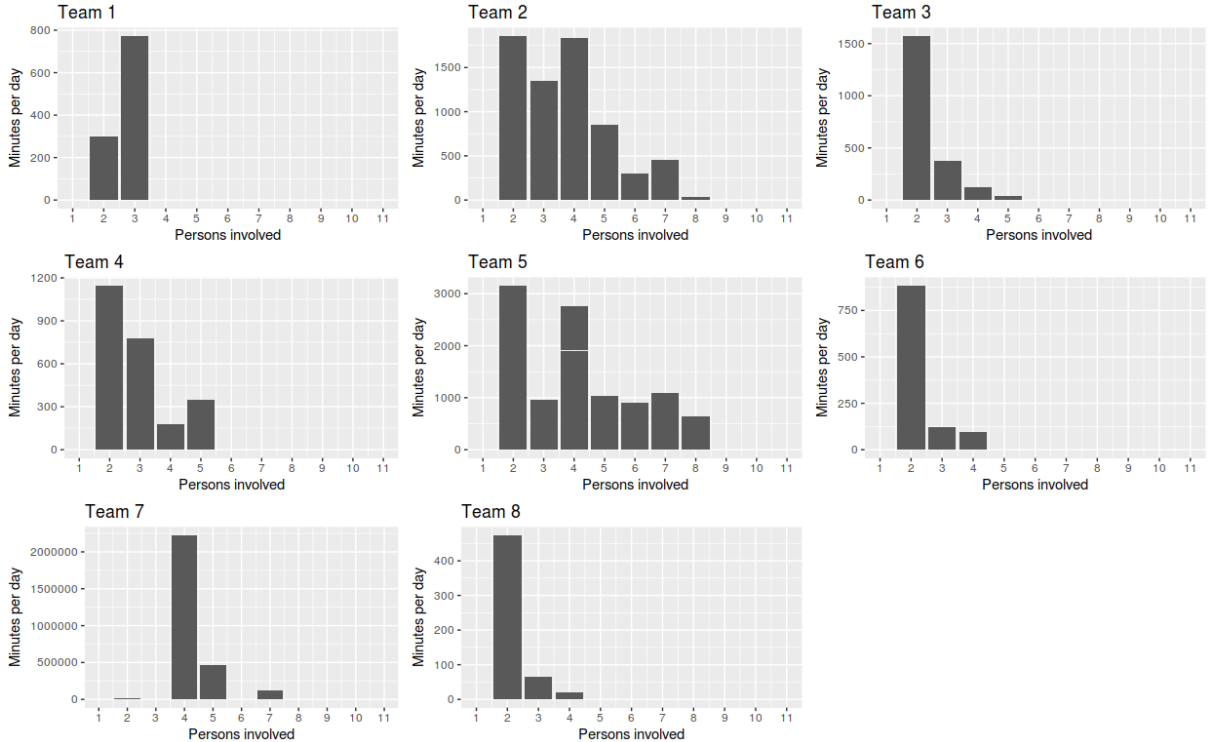 Team 1
Minutes per day
800
600
400
200
0
1 2 3 4 5 6 7 8 9 10 11
Persons involved
Team 2
Minutes per day
1500
1000
500
0
1 2 3 4 5 6 7 8 9 10 11
Persons involved
Team 3
Minutes per day
1500
1000
500
0
1 2 3 4 5 6 7 8 9 10 11
Persons involved
Team 4
Minutes per day
1200
900
600
300
0
1 2 3 4 5 6 7 8 9 10 11
Persons involved
Team 5
Minutes per day
3000
2000
1000
0
1 2 3 4 5 6 7 8 9 10 11
Persons involved
Team 6
Minutes per day
750
500
250
0
1 2 3 4 5 6 7 8 9 10 11
Persons involved
Team 7
Minutes per day
2000000
1500000
1000000
500000
0
1 2 3 4 5 6 7 8 9 10 11
Persons involved
Team 8
Minutes per day
400
300
200
100
0
1 2 3 4 5 6 7 8 9 10 11
Persons involved